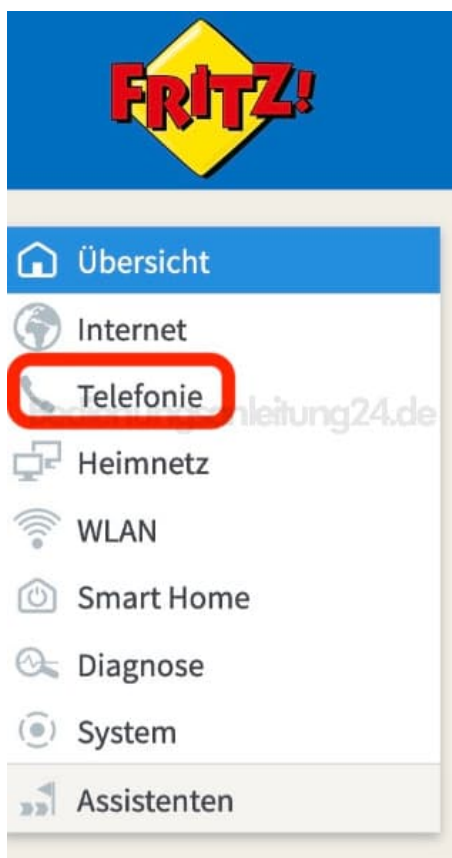 FRITZ!
Übersicht
Internet
Telefonie
Heimnetz
WLAN
Smart Home
Diagnose
System
Assistenten